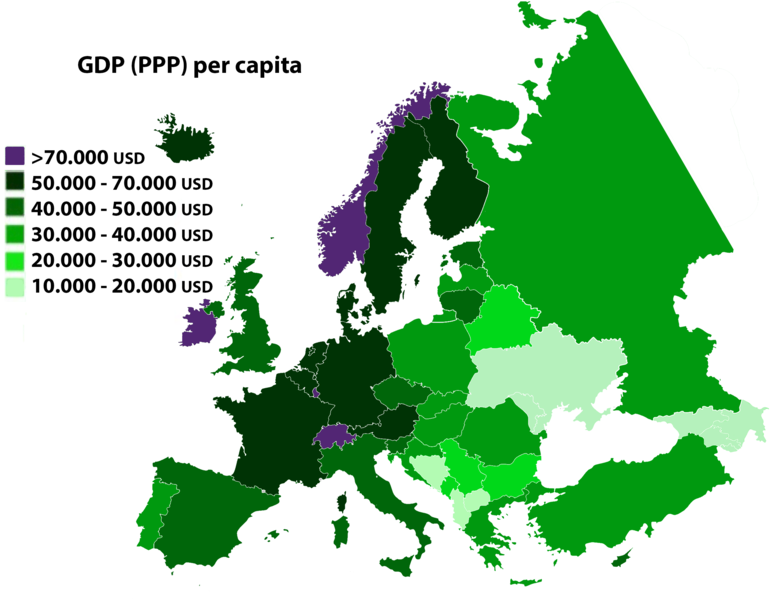 GDP (PPP) per capita
>70.000 USD
50.000 - 70.000 USD
40.000 - 50.000 USD
30.000 - 40.000 USD
20.000 - 30.000 USD
10.000 - 20.000 USD